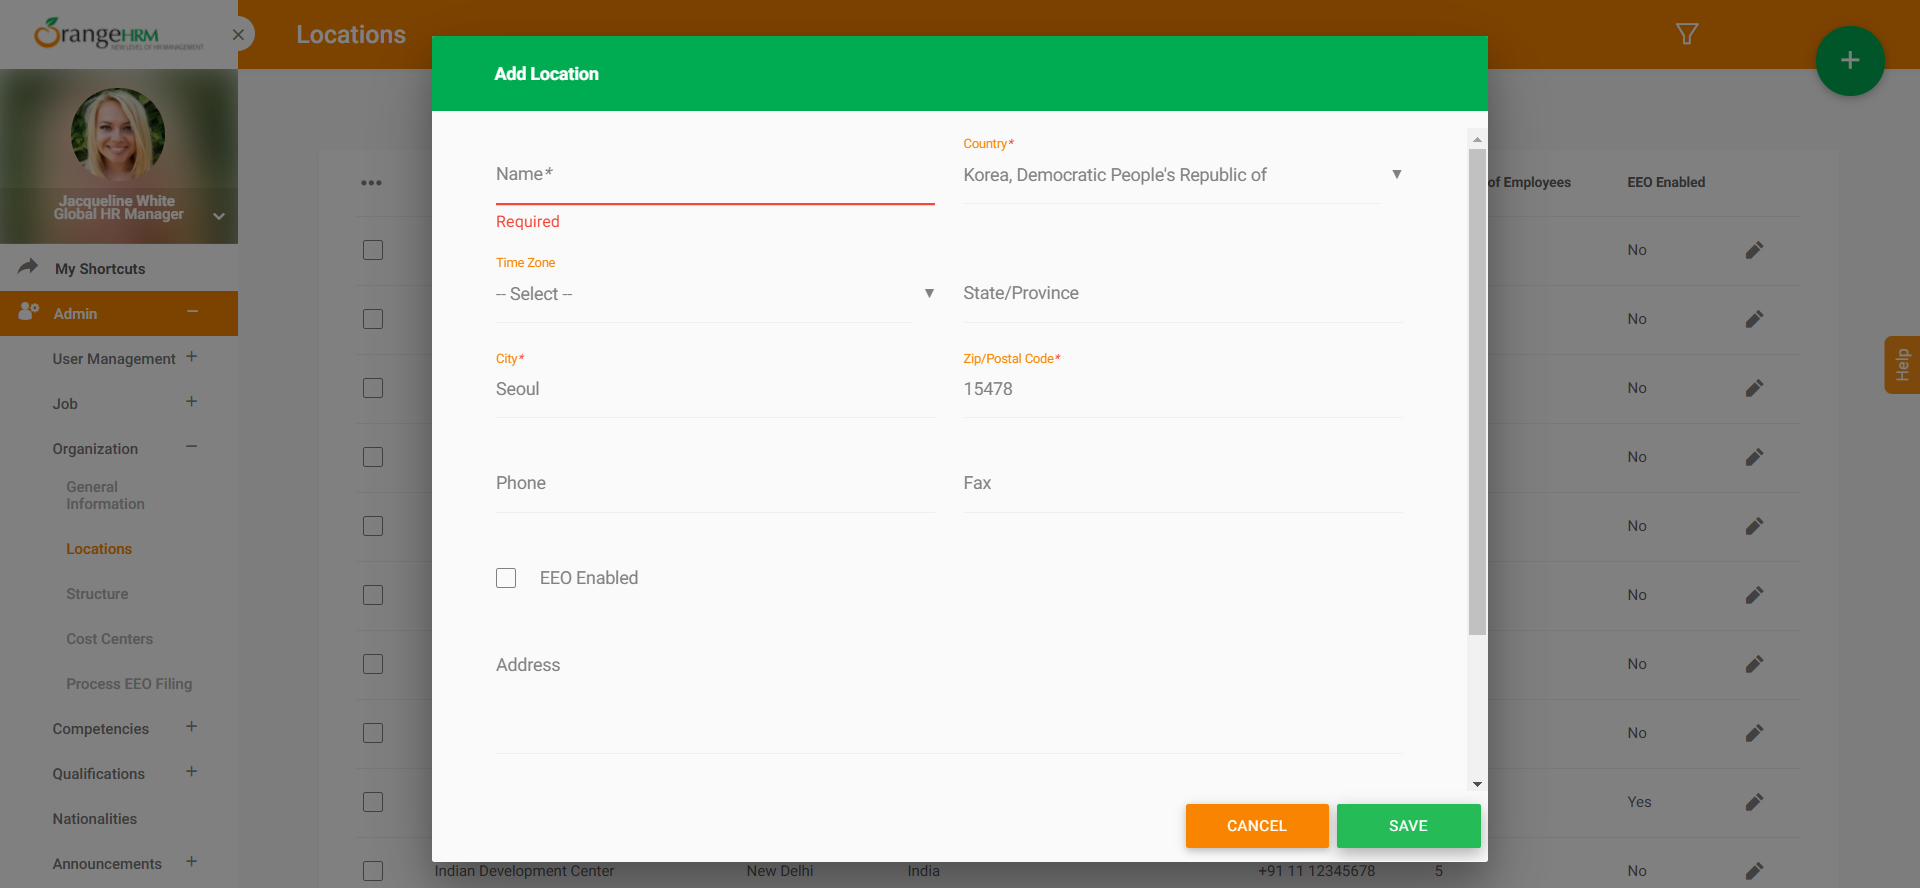 OrangeHRM
NEW LEVEL OF HR MANAGEMENT
Locations
Jacqueline White
Global HR Manager
My Shortcuts
Admin
User Management
Job
Organization
General
Information
Locations
Structure
Cost Centers
Process EEO Filing
Competencies
Qualifications
Nationalities
Announcements
Add Location
Name*
Required
Country*
Korea, Democratic People's Republic of
Time Zone
-- Select --
State/Province
City*
Seoul
Zip/Postal Code*
15478
Phone
Fax
EEO Enabled
Address
CANCEL
SAVE
of Employees EEO Enabled
No
No
No
No
No
No
No
No
Yes
Indian Development Center New Delhi India +91 11 12345678 5 No
Help